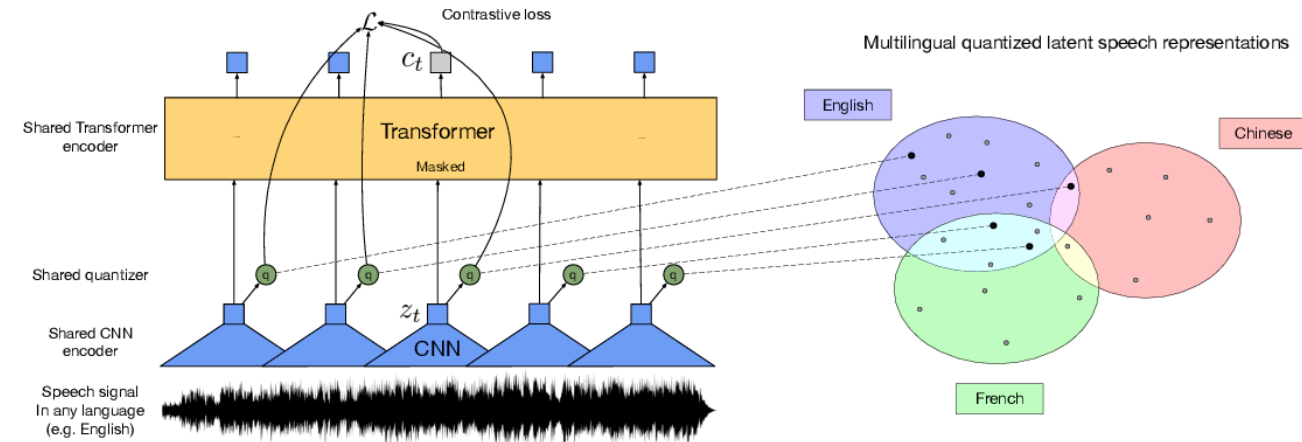 Contrastive loss
ℒ
c_t
Shared Transformer
encoder
...
Transformer
...
Masked
Shared quantizer
q
q
q
q
q
z_t
Shared CNN
encoder
CNN
Speech signal
In any language
(e.g. English)
Multilingual quantized latent speech representations
English
Chinese
French